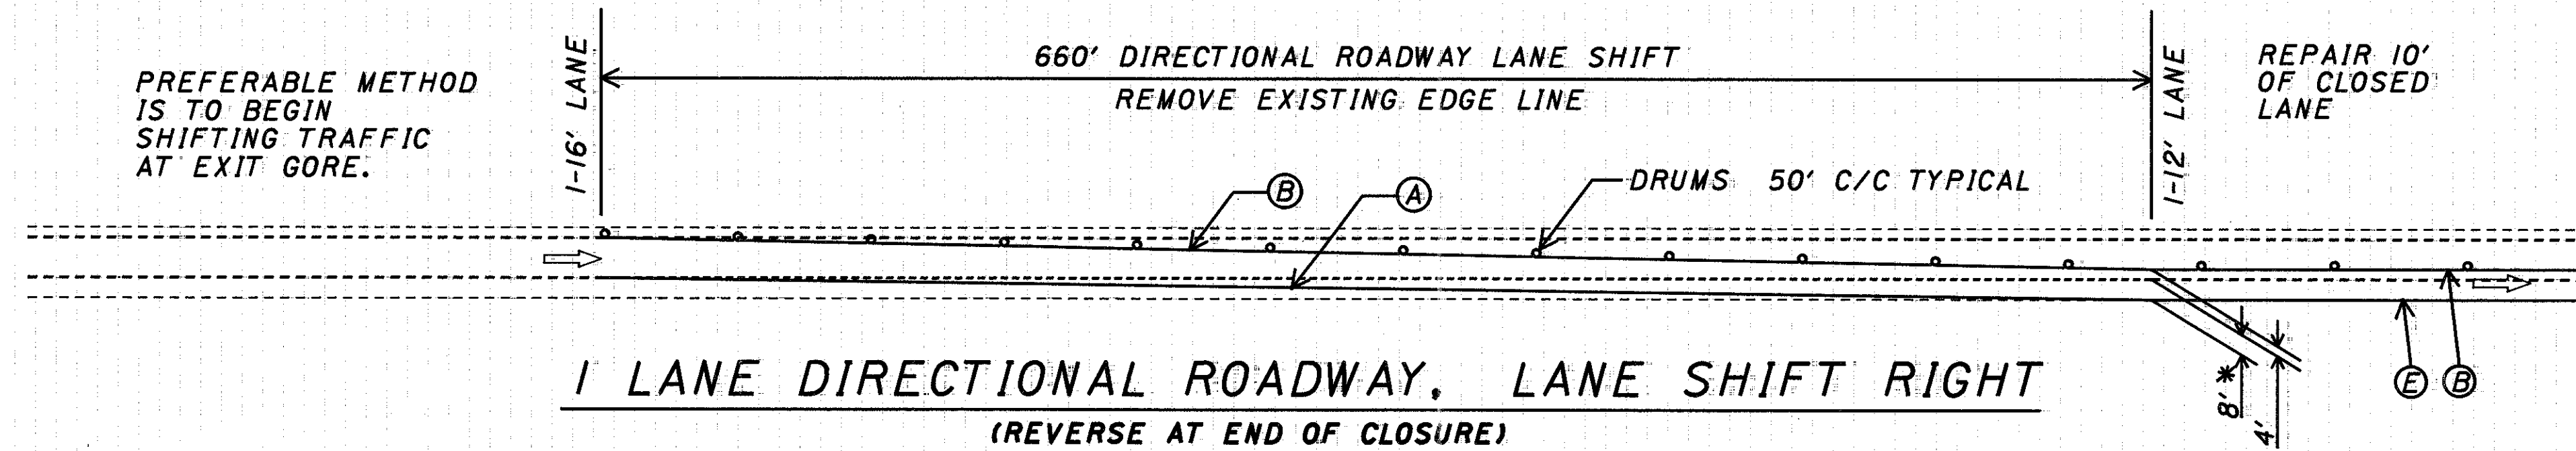 PREFERABLE METHOD
IS TO BEGIN
SHIFTING TRAFFIC
AT EXIT GORE.
1-16' LANE
660' DIRECTIONAL ROADWAY LANE SHIFT
REMOVE EXISTING EDGE LINE
1-12' LANE
REPAIR 10'
OF CLOSED
LANE
B
A
DRUMS 50' C/C TYPICAL
8'*
4'
E
B
1 LANE DIRECTIONAL ROADWAY, LANE SHIFT RIGHT
(REVERSE AT END OF CLOSURE)